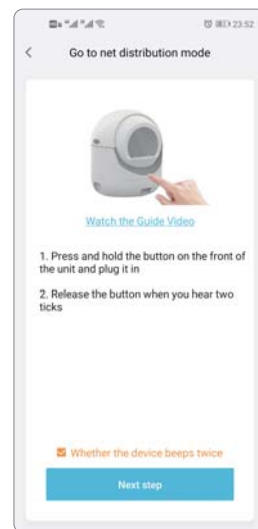 23:52
Go to net distribution mode
Watch the Guide Video
1. Press and hold the button on the front of
the unit and plug it in
2. Release the button when you hear two
ticks
Whether the device beeps twice
Next step